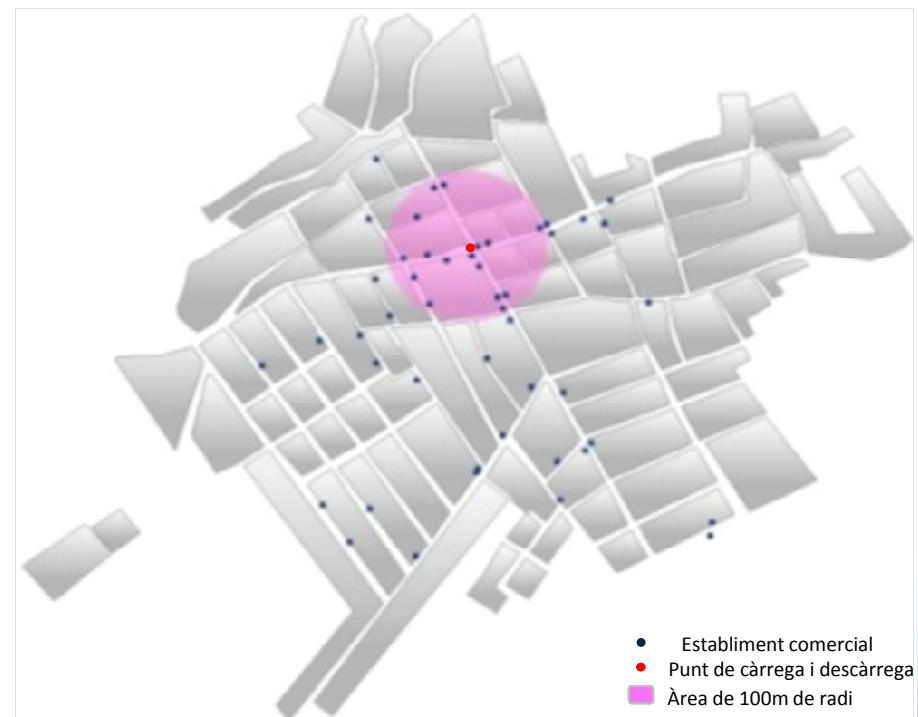 Establiment comercial
Punt de càrrega i descàrrega
Àrea de 100m de radi